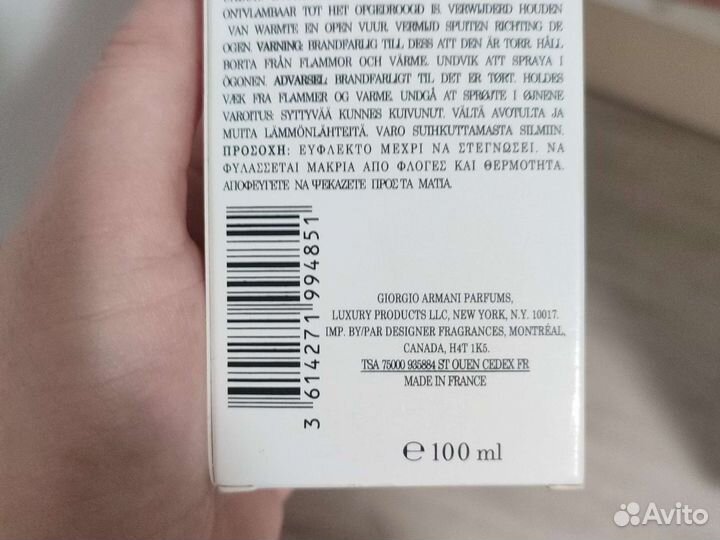 ONTVLAMBAAR TOT HET OPGEDROOGD IS. VERWIJDERD HOUDEN
VAN WARMTE EN OPEN VUUR. VERMIJD SPUITEN RICHTING DE
OGEN. VARNING: BRANDFARLIG TILL DESS ATT DEN ÄR TORR. HÅLL
BORTA FRÅN FLAMMOR OCH VÄRME. UNDVIK ATT SPRAYA I
ÖGONEN. ADVARSEL: BRANDFARLIGT TIL DET ER TØRT. HOLDES
VÆK FRA FLAMMER OG VARME. UNDGÅ AT SPRØJTE I ØJNENE
VAROITUS: SYTTYVÄÄ KUNNES KUIVUNUT. VÄLTÄ AVOTULTA JA
MUITA LÄMMÖNLÄHTEITÄ. VARO SUIHKUTTAMASTA SILMIIN.
ΠΡΟΣΟΧΗ: ΕΥΦΛΕΚΤΟ ΜΕΧΡΙ ΝΑ ΣΤΕΓΝΩΣΕΙ. ΝΑ
ΦΥΛΑΣΣΕΤΑΙ ΜΑΚΡΙΑ ΑΠΟ ΦΛΟΓΕΣ ΚΑΙ ΘΕΡΜΟΤΗΤΑ.
ΑΠΟΦΕΥΓΕΤΕ ΝΑ ΨΕΚΑΖΕΤΕ ΠΡΟΣ ΤΑ ΜΑΤΙΑ.
3 614271 994851
GIORGIO ARMANI PARFUMS,
LUXURY PRODUCTS LLC, NEW YORK, N.Y. 10017.
IMP. BY/PAR DESIGNER FRAGRANCES, MONTRÉAL,
CANADA, H4T 1K5.
TSA 75000 935884 ST OUEN CEDEX FR
MADE IN FRANCE
℮ 100 ml
Avito